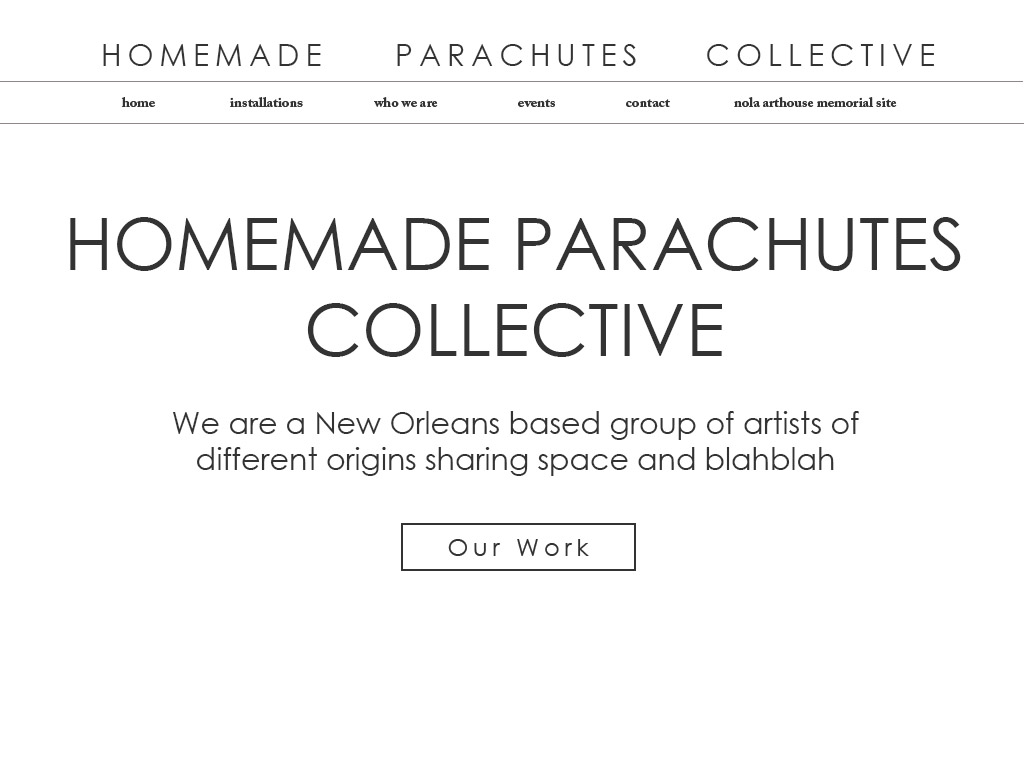 HOMEMADE PARACHUTES COLLECTIVE
home installations who we are events contact nola arthouse memorial site
HOMEMADE PARACHUTES
COLLECTIVE
We are a New Orleans based group of artists of
different origins sharing space and blahblah
Our Work